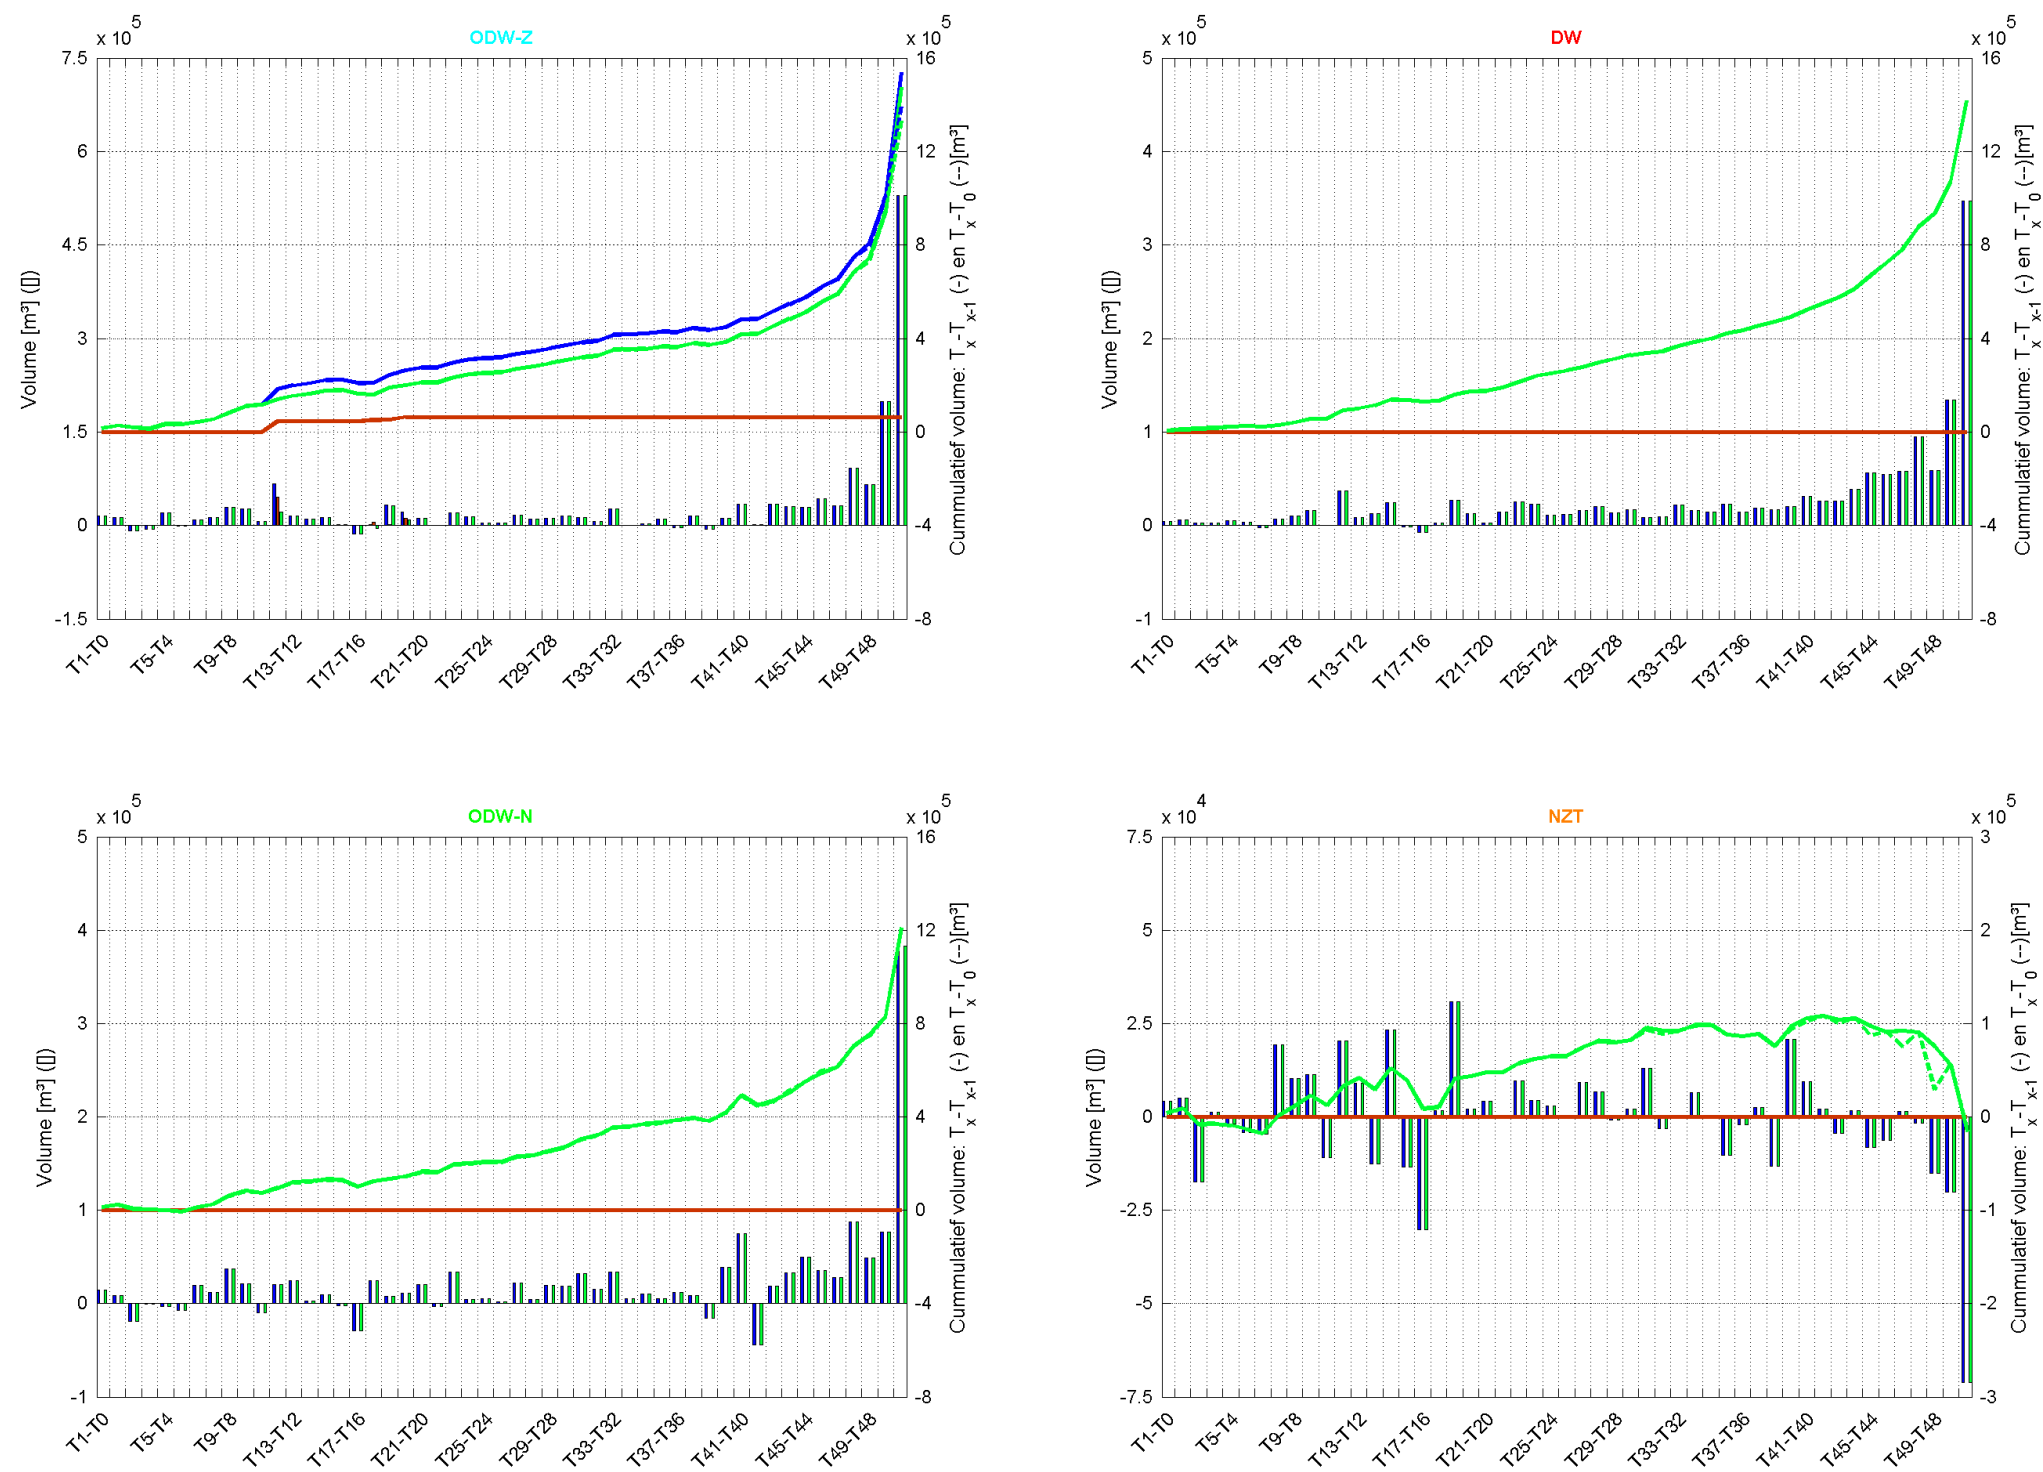 x 10^5
ODW-Z
x 10^5
7.5
6
4.5
3
1.5
0
-1.5
Volume [m³] ([])
16
12
8
4
0
-4
-8
Cummulatief volume: T_x-T_x-1 (-) en T_x-T_0 (--)[m³]
T1-T0
T5-T4
T9-T8
T13-T12
T17-T16
T21-T20
T25-T24
T29-T28
T33-T32
T37-T36
T41-T40
T45-T44
T49-T48
x 10^5
DW
x 10^5
5
4
3
2
1
0
-1
Volume [m³] ([])
16
12
8
4
0
-4
-8
Cummulatief volume: T_x-T_x-1 (-) en T_x-T_0 (--)[m³]
T1-T0
T5-T4
T9-T8
T13-T12
T17-T16
T21-T20
T25-T24
T29-T28
T33-T32
T37-T36
T41-T40
T45-T44
T49-T48
x 10^5
ODW-N
x 10^5
5
4
3
2
1
0
-1
Volume [m³] ([])
16
12
8
4
0
-4
-8
Cummulatief volume: T_x-T_x-1 (-) en T_x-T_0 (--)[m³]
T1-T0
T5-T4
T9-T8
T13-T12
T17-T16
T21-T20
T25-T24
T29-T28
T33-T32
T37-T36
T41-T40
T45-T44
T49-T48
x 10^4
NZT
x 10^5
7.5
5
2.5
0
-2.5
-5
-7.5
Volume [m³] ([])
3
2
1
0
-1
-2
-3
Cummulatief volume: T_x-T_x-1 (-) en T_x-T_0 (--)[m³]
T1-T0
T5-T4
T9-T8
T13-T12
T17-T16
T21-T20
T25-T24
T29-T28
T33-T32
T37-T36
T41-T40
T45-T44
T49-T48